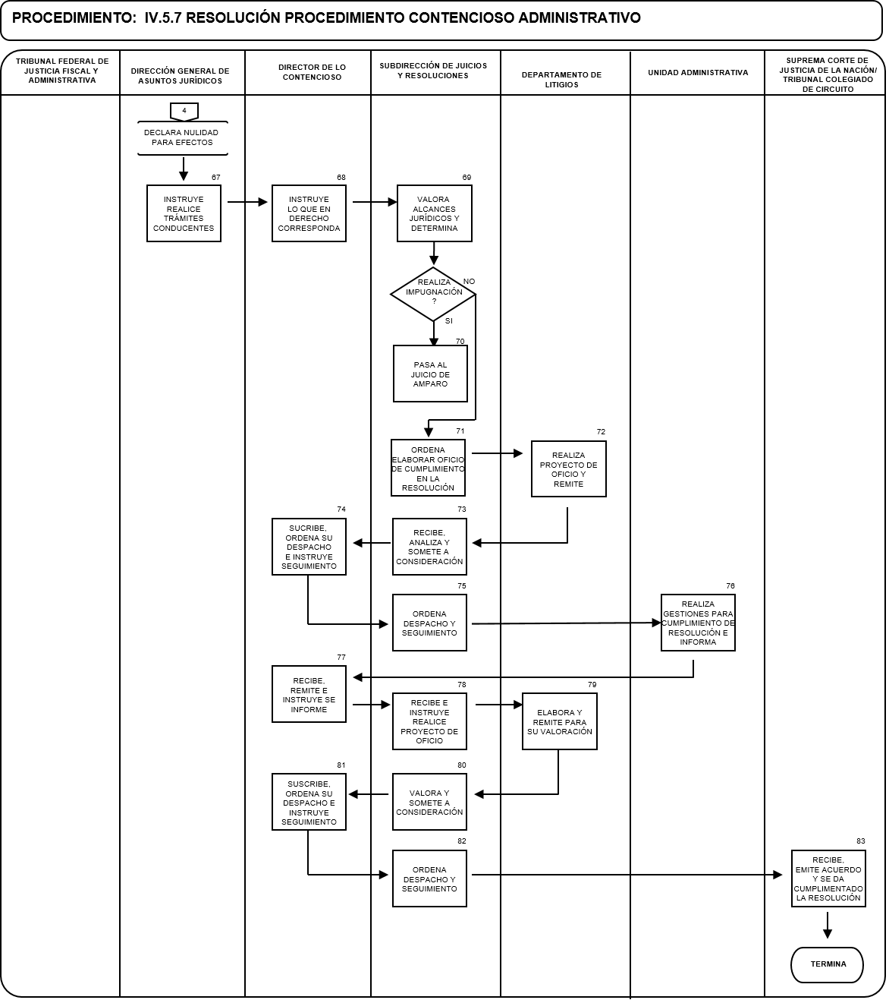 PROCEDIMIENTO:  IV.5.7 RESOLUCIÓN PROCEDIMIENTO CONTENCIOSO ADMINISTRATIVO
TRIBUNAL FEDERAL DE
JUSTICIA FISCAL Y
ADMINISTRATIVA
DIRECCIÓN GENERAL DE
ASUNTOS JURÍDICOS
DIRECTOR DE LO
CONTENCIOSO
SUBDIRECCIÓN DE JUICIOS
Y RESOLUCIONES
DEPARTAMENTO DE
LITIGIOS
UNIDAD ADMINISTRATIVA
SUPREMA CORTE DE
JUSTICIA DE LA NACIÓN/
TRIBUNAL COLEGIADO
DE CIRCUITO
4
DECLARA NULIDAD
PARA EFECTOS
67
INSTRUYE
REALICE
TRÁMITES
CONDUCENTES
68
INSTRUYE
LO QUE EN
DERECHO
CORRESPONDA
69
VALORA
ALCANCES
JURÍDICOS Y
DETERMINA
REALIZA
IMPUGNACIÓN
?
NO
SI
70
PASA AL
JUICIO DE
AMPARO
71
ORDENA
ELABORAR OFICIO
DE CUMPLIMIENTO
EN LA
RESOLUCIÓN
72
REALIZA
PROYECTO DE
OFICIO Y
REMITE
73
RECIBE,
ANALIZA Y
SOMETE A
CONSIDERACIÓN
74
SUCRIBE,
ORDENA SU
DESPACHO
E INSTRUYE
SEGUIMIENTO
75
ORDENA
DESPACHO Y
SEGUIMIENTO
76
REALIZA
GESTIONES PARA
CUMPLIMIENTO DE
RESOLUCIÓN E
INFORMA
77
RECIBE,
REMITE E
INSTRUYE SE
INFORME
78
RECIBE E
INSTRUYE
REALICE
PROYECTO DE
OFICIO
79
ELABORA Y
REMITE PARA
SU VALORACIÓN
80
VALORA Y
SOMETE A
CONSIDERACIÓN
81
SUSCRIBE,
ORDENA SU
DESPACHO E
INSTRUYE
SEGUIMIENTO
82
ORDENA
DESPACHO Y
SEGUIMIENTO
83
RECIBE,
EMITE ACUERDO
Y SE DA
CUMPLIMENTADO
LA RESOLUCIÓN
TERMINA